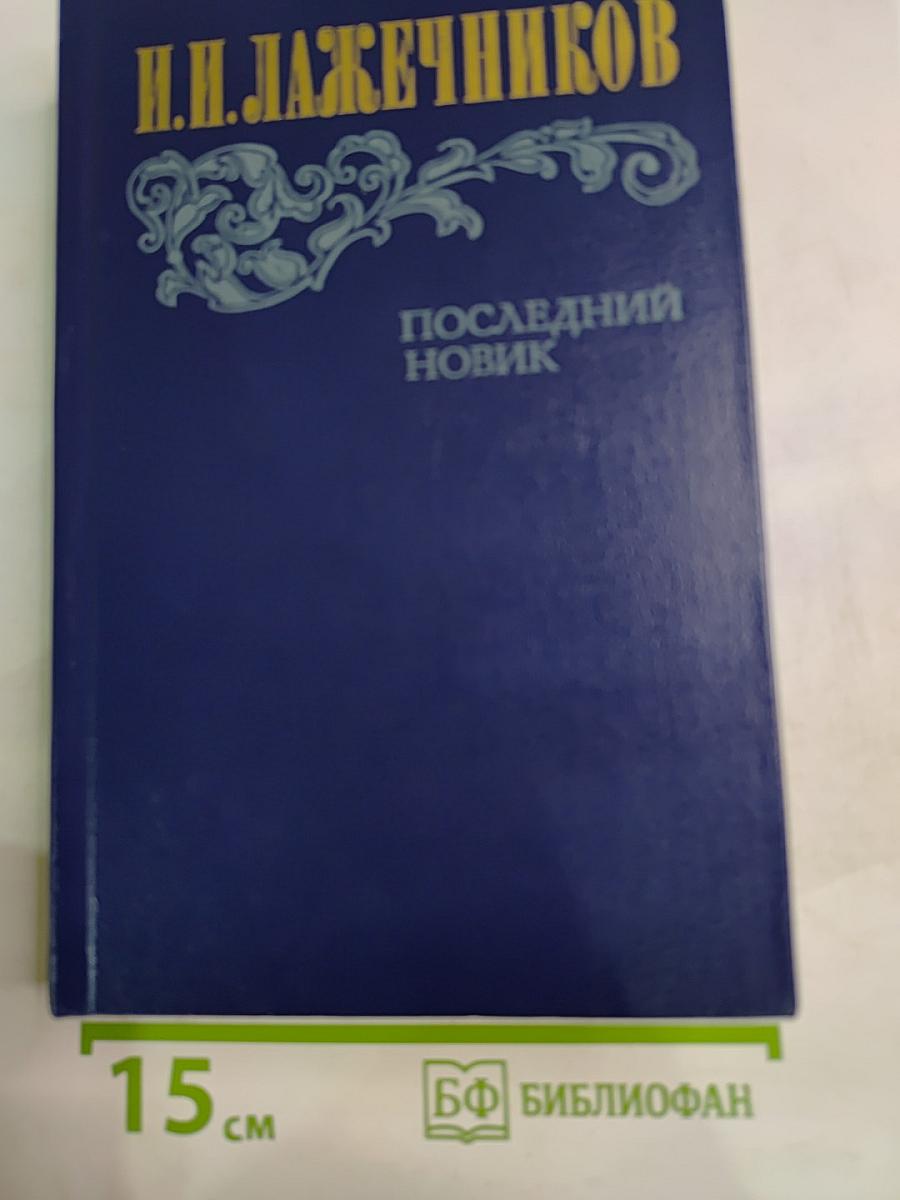 И.И.ЛАЖЕЧНИКОВ
ПОСЛЕДНИЙ
НОВИК
15 см
БФ БИБЛИОФАН